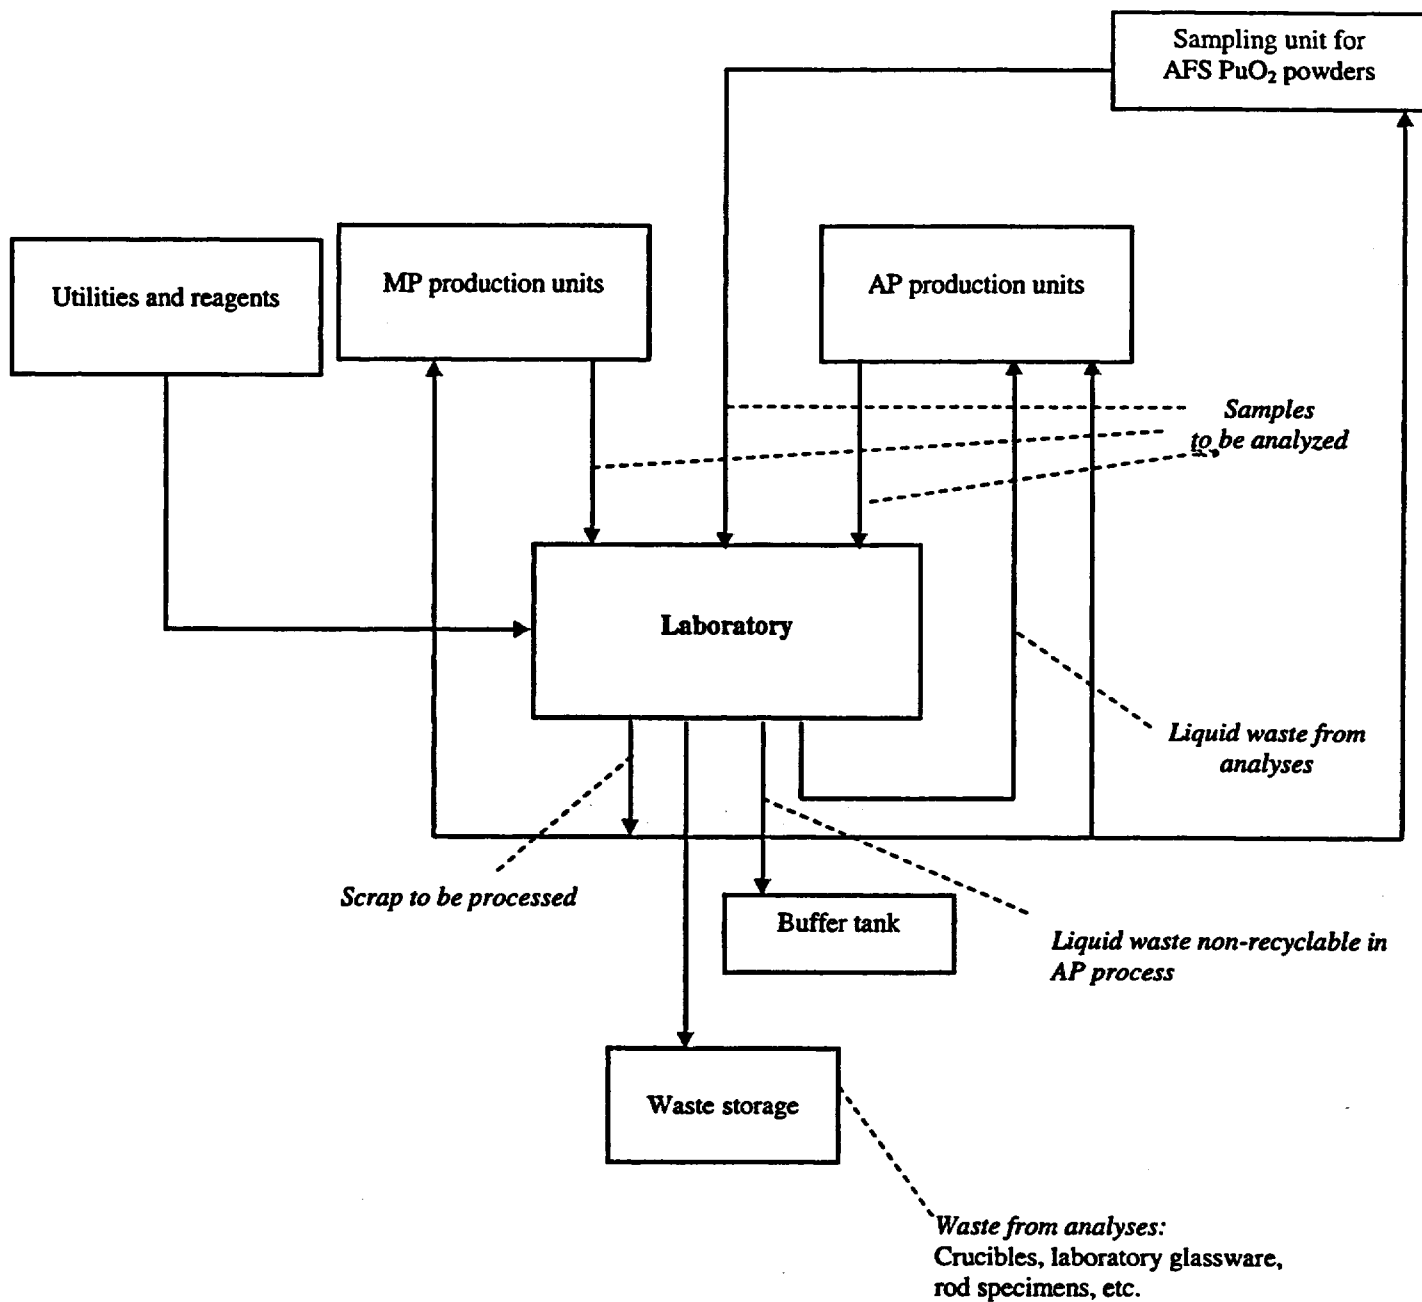 Sampling unit for
AFS PuO₂ powders
Utilities and reagents
MP production units
AP production units
Samples
to be analyzed
Laboratory
Liquid waste from
analyses
Scrap to be processed
Buffer tank
Liquid waste non-recyclable in
AP process
Waste storage
Waste from analyses:
Crucibles, laboratory glassware,
rod specimens, etc.